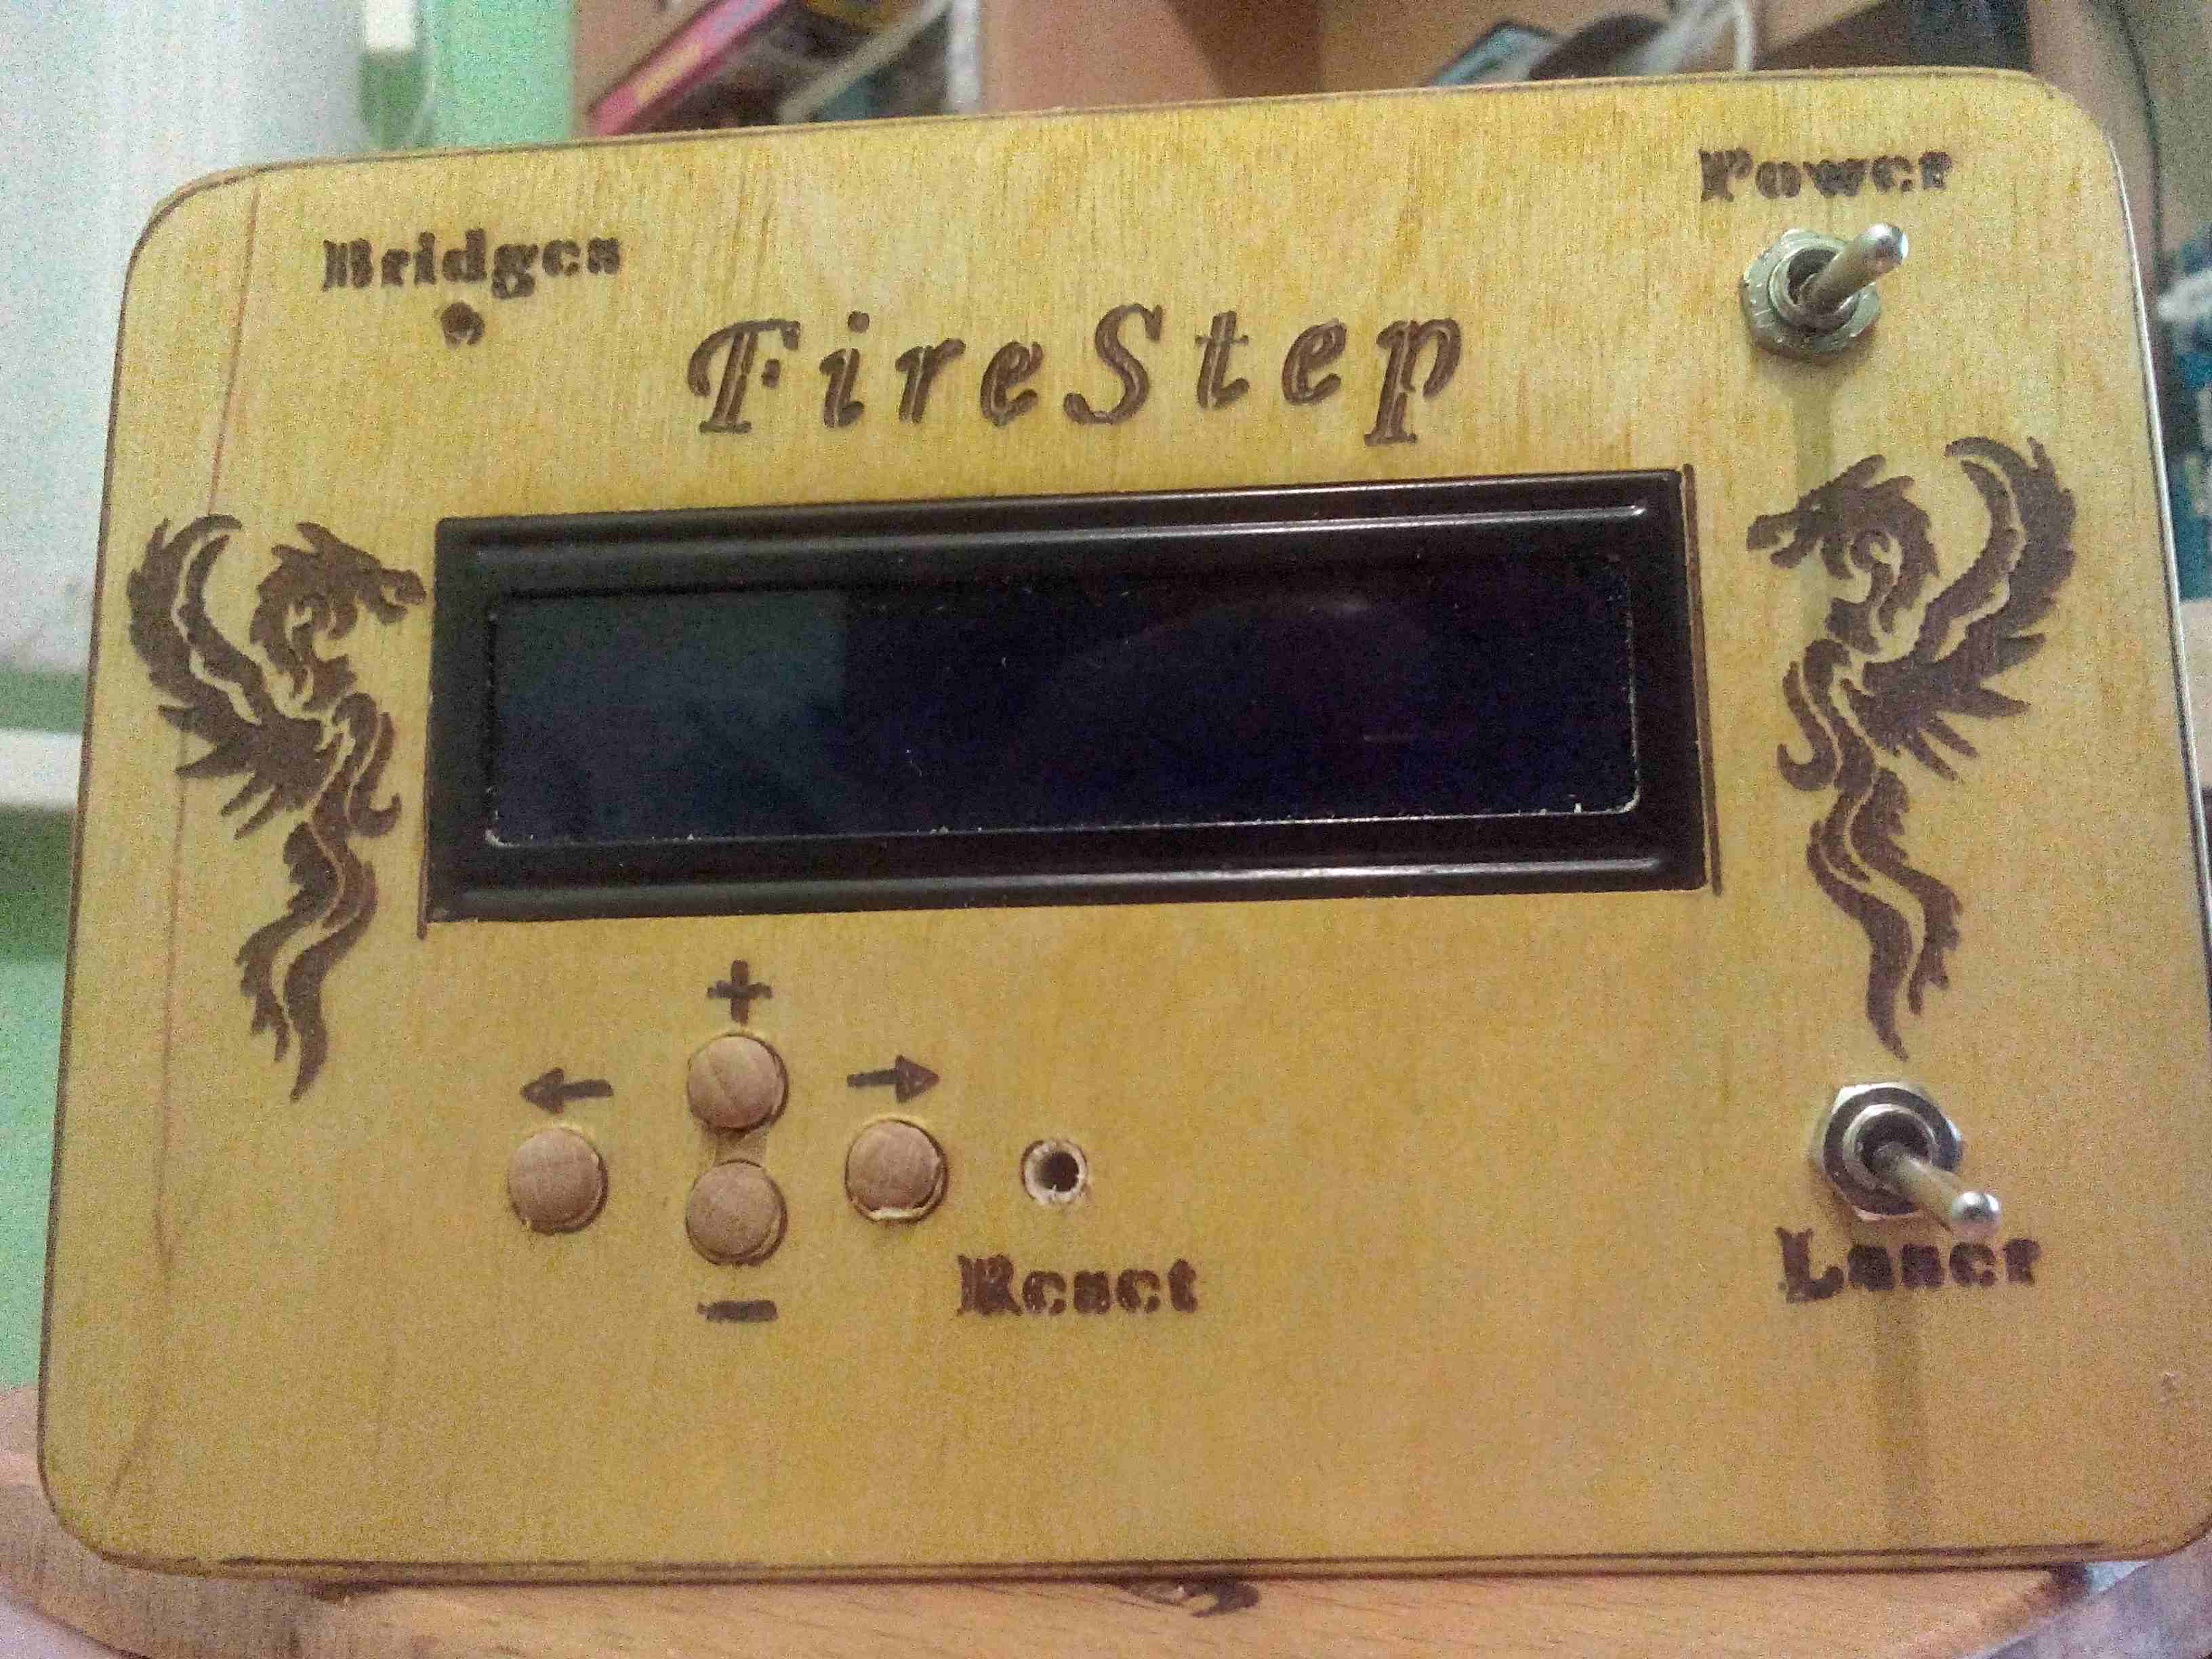 Power
Bridges
FireStep
+
← →
Reset
−
Laser